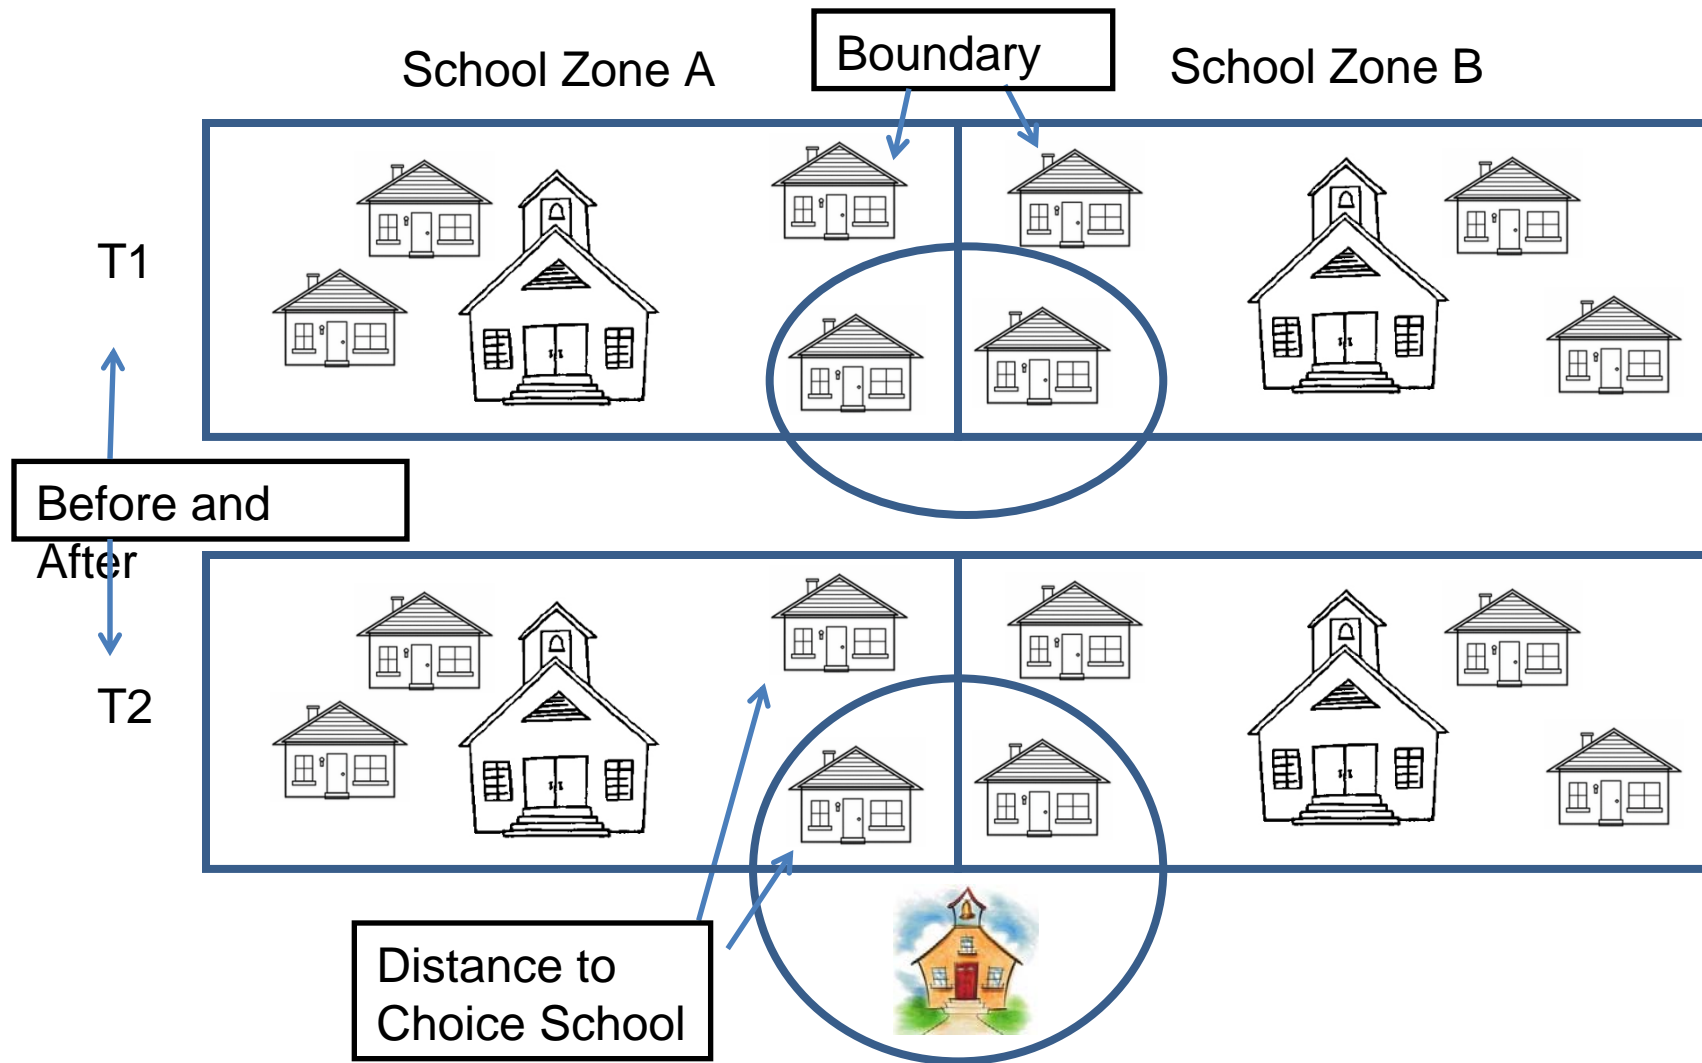 School Zone A
Boundary
School Zone B
T1
Before and
After
T2
Distance to
Choice School